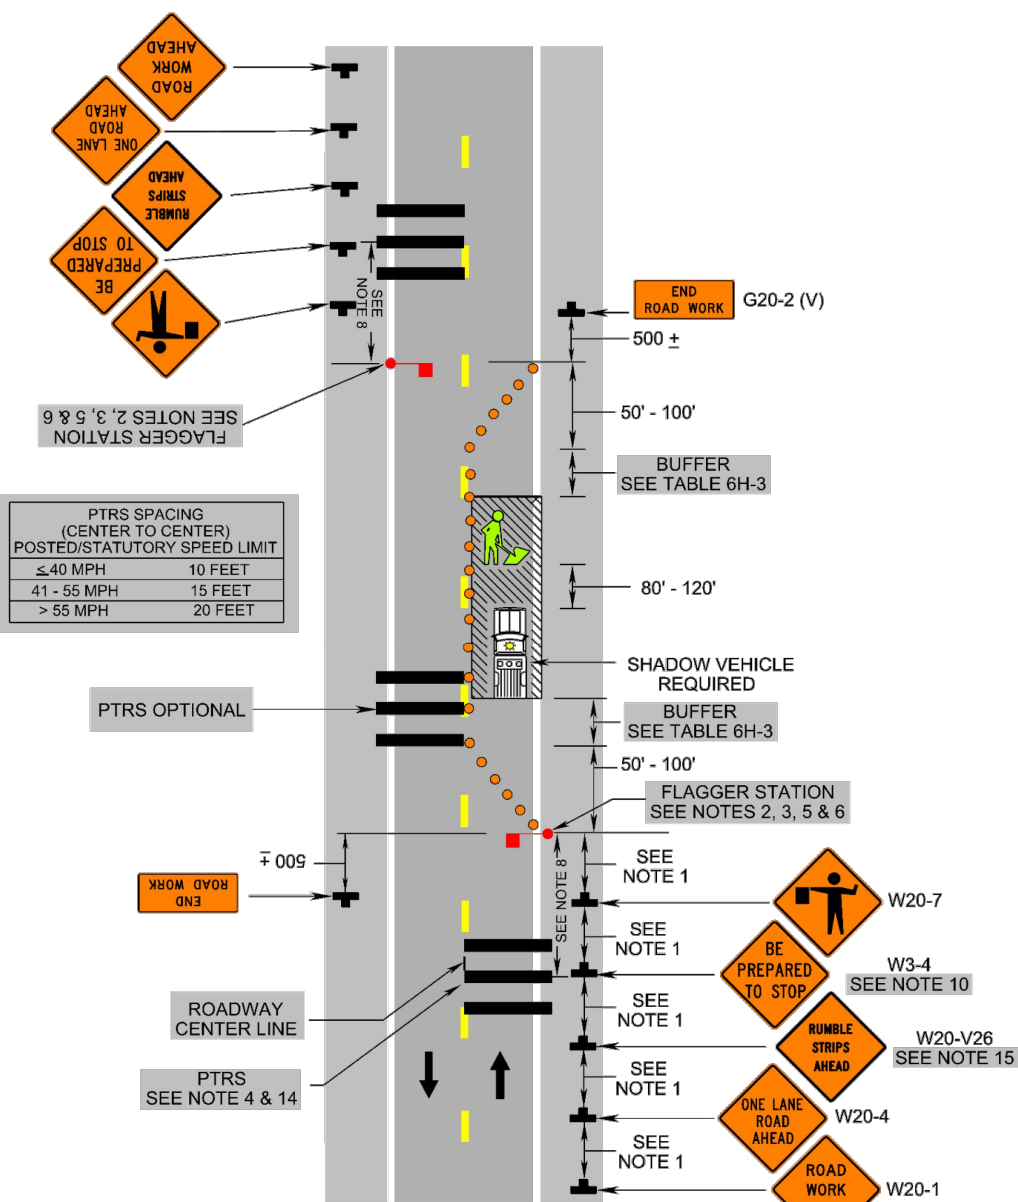 ROAD
WORK
AHEAD
ONE LANE
ROAD
AHEAD
RUMBLE
STRIPS
AHEAD
BE
PREPARED
TO STOP
SEE
NOTE 8
FLAGGER STATION
SEE NOTES 2, 3, 5 & 6
END
ROAD WORK
G20-2 (V)
500 ±
50' - 100'
BUFFER
SEE TABLE 6H-3
PTRS SPACING
(CENTER TO CENTER)
POSTED/STATUTORY SPEED LIMIT
≤40 MPH 10 FEET
41 - 55 MPH 15 FEET
> 55 MPH 20 FEET
80' - 120'
SHADOW VEHICLE
REQUIRED
PTRS OPTIONAL
BUFFER
SEE TABLE 6H-3
50' - 100'
FLAGGER STATION
SEE NOTES 2, 3, 5 & 6
500 ±
END
ROAD WORK
SEE NOTE 8
SEE
NOTE 1
W20-7
SEE
NOTE 1
BE
PREPARED
TO STOP
W3-4
SEE NOTE 10
ROADWAY
CENTER LINE
SEE
NOTE 1
RUMBLE
STRIPS
AHEAD
W20-V26
SEE NOTE 15
PTRS
SEE NOTE 4 & 14
SEE
NOTE 1
ONE LANE
ROAD
AHEAD
W20-4
SEE
NOTE 1
ROAD
WORK
W20-1